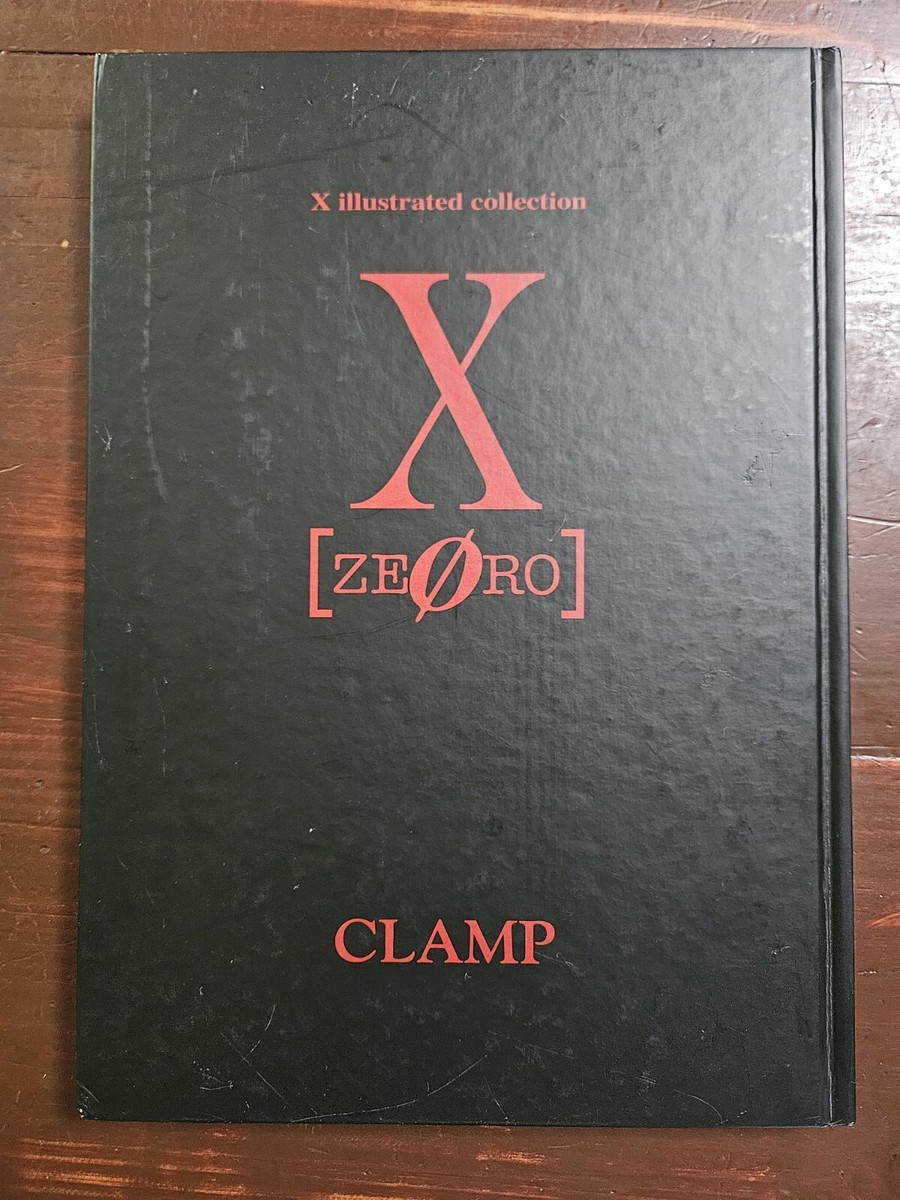 X illustrated collection
X
[ZEØRO]
CLAMP